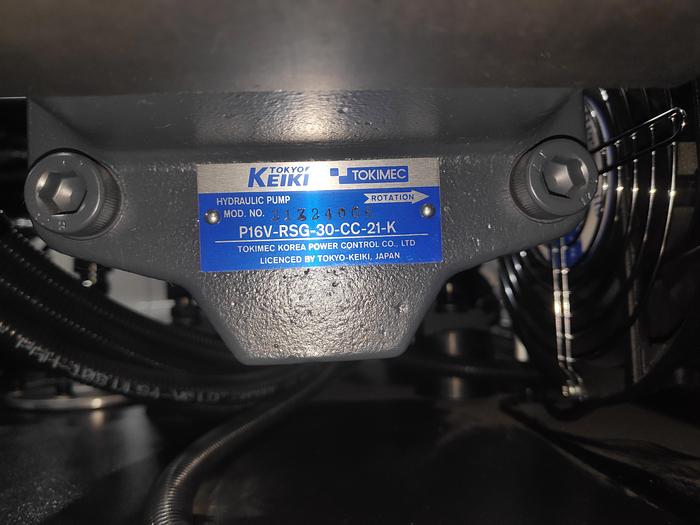 TOKYO KEIKI TOKIMEC
HYDRAULIC PUMP ROTATION
MOD. NO.
P16V-RSG-30-CC-21-K
TOKIMEC KOREA POWER CONTROL CO., LTD
LICENCED BY TOKYO-KEIKI, JAPAN